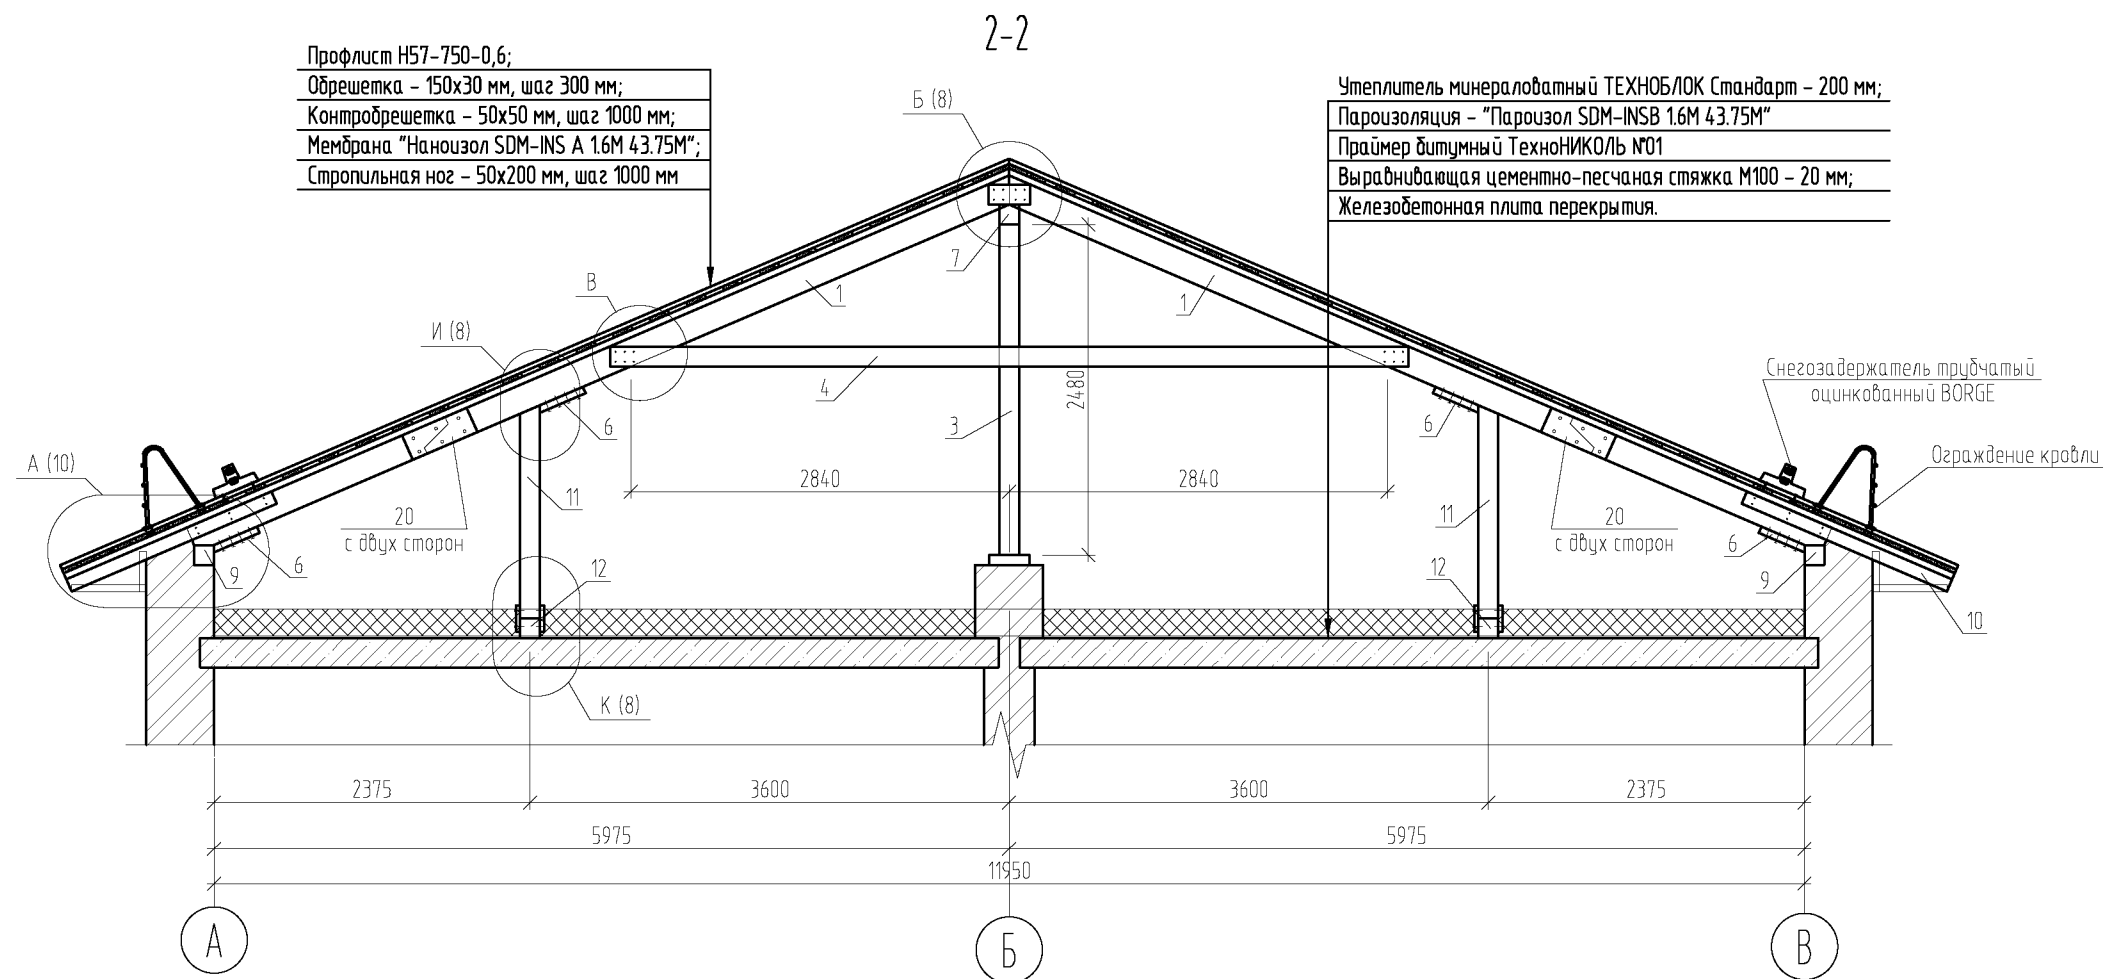 2-2
Профлист Н57-750-0,6;
Обрешетка - 150х30 мм, шаг 300 мм;
Контробрешетка - 50х50 мм, шаг 1000 мм;
Мембрана "Наноизол SDM-INS A 1.6М 43.75М";
Стропильная ног - 50х200 мм, шаг 1000 мм
Утеплитель минераловатный ТЕХНОБЛОК Стандарт - 200 мм;
Пароизоляция - "Пароизол SDM-INSB 1.6М 43.75М"
Праймер битумный ТехноНИКОЛЬ №01
Выравнивающая цементно-песчаная стяжка М100 - 20 мм;
Железобетонная плита перекрытия.
Б (8)
7
1
1
В
И (8)
4
2480
3
6
6
Снегозадержатель трубчатый
оцинкованный BORGE
Ограждение кровли
А (10)
2840
2840
11
11
20
с двух сторон
20
с двух сторон
9
6
12
12
6
9
10
К (8)
2375
3600
3600
2375
5975
5975
11950
А
Б
В